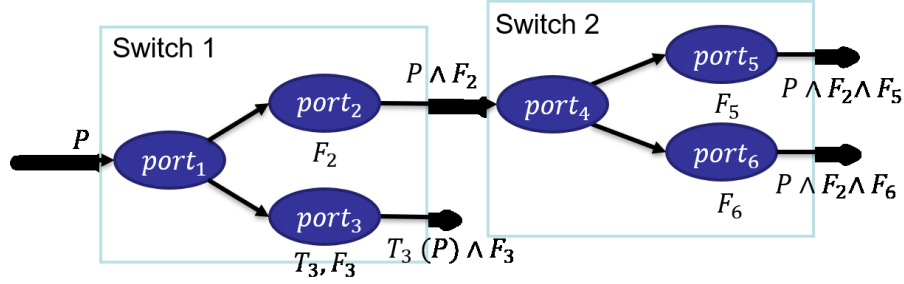 Switch 1
Switch 2
P
port₁
port₂
F₂
port₃
T₃, F₃
P ∧ F₂
T₃ (P) ∧ F₃
port₄
port₅
F₅
port₆
F₆
P ∧ F₂∧ F₅
P ∧ F₂∧ F₆